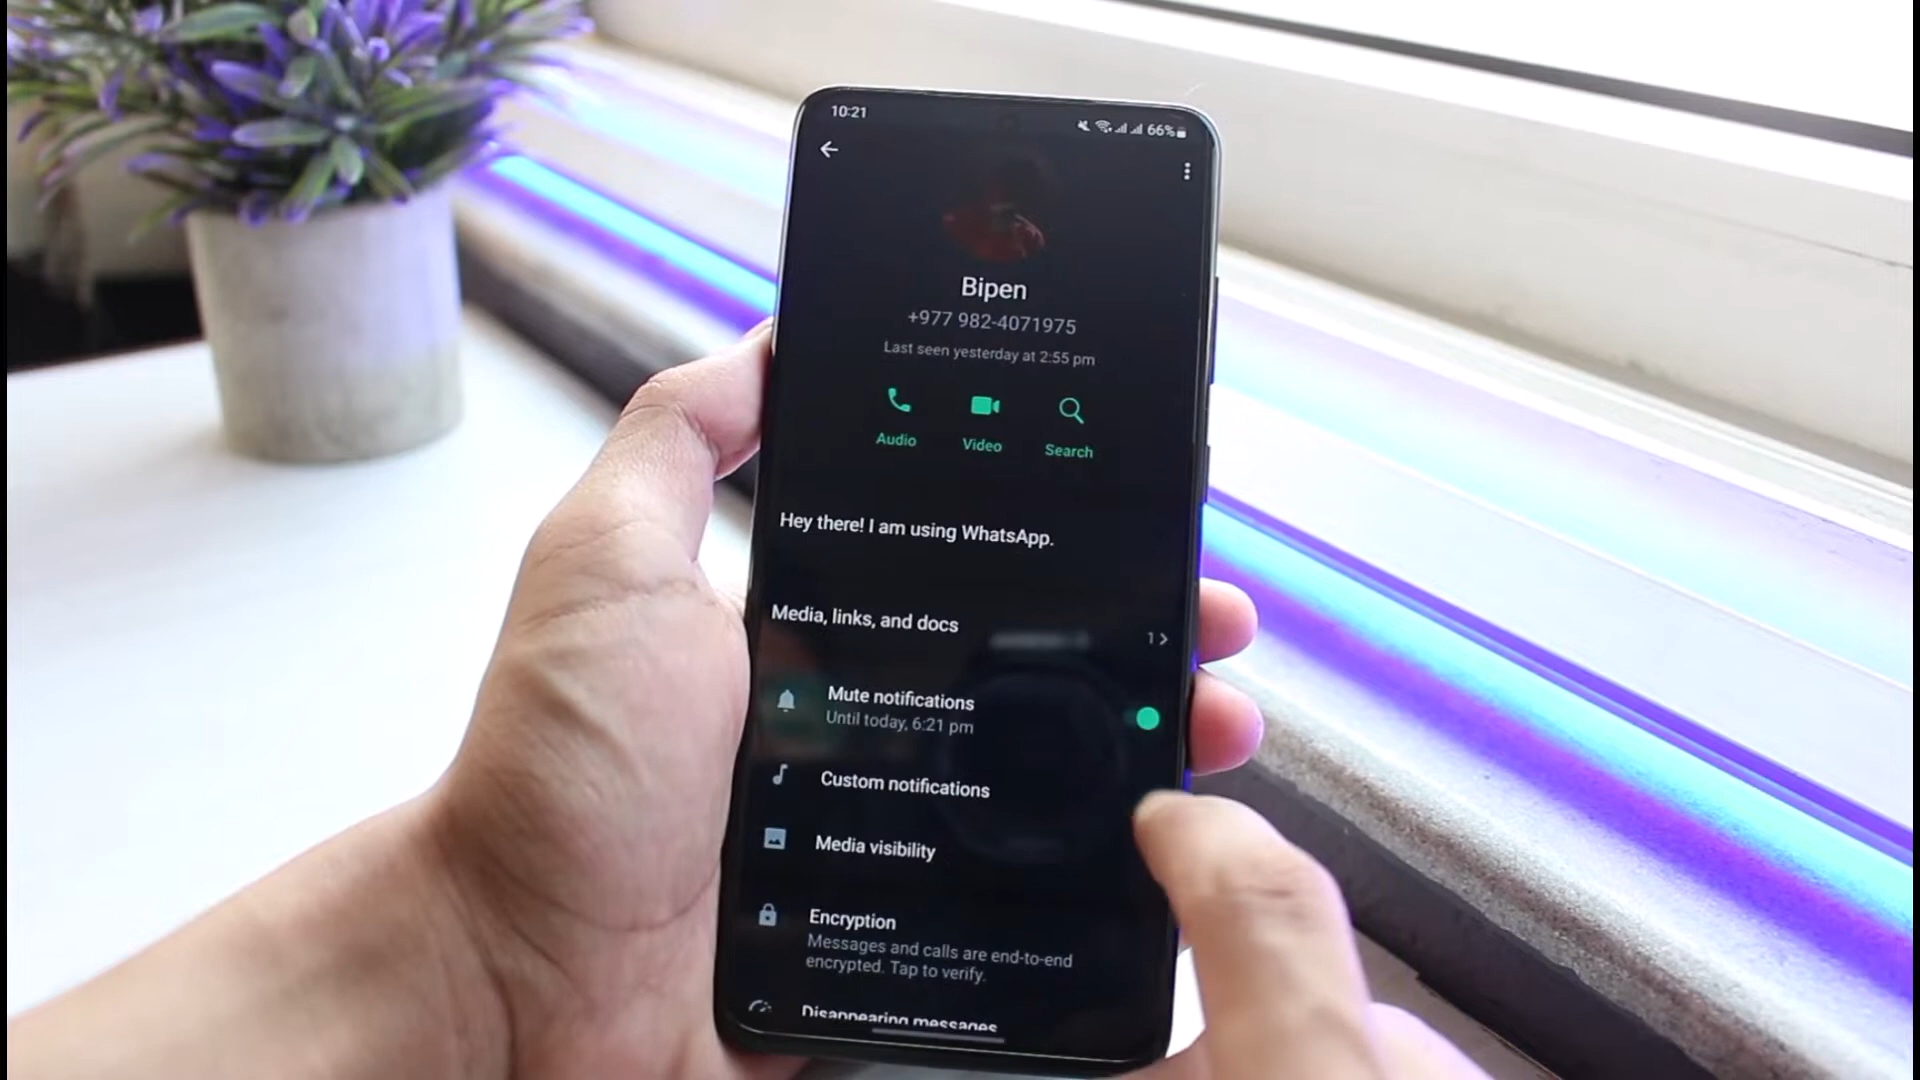 10:21
66%
Bipen
+977 982-4071975
Last seen yesterday at 2:55 pm
Audio Video Search
Hey there! I am using WhatsApp.
Media, links, and docs
1
Mute notifications
Until today, 6:21 pm
Custom notifications
Media visibility
Encryption
Messages and calls are end-to-end
encrypted. Tap to verify.
Disappearing messages